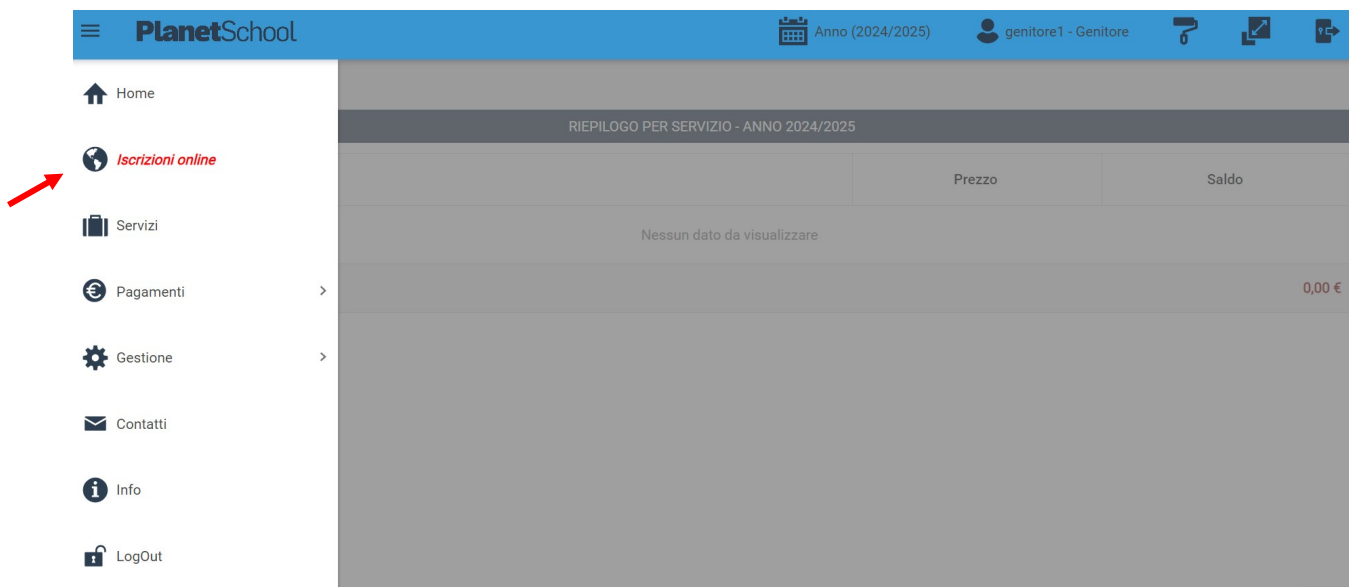 PlanetSchool Anno (2024/2025) genitore1 - Genitore
Home
RIEPILOGO PER SERVIZIO - ANNO 2024/2025
Iscrizioni online
Prezzo Saldo
Servizi
Nessun dato da visualizzare
Pagamenti
0,00 €
Gestione
Contatti
Info
LogOut